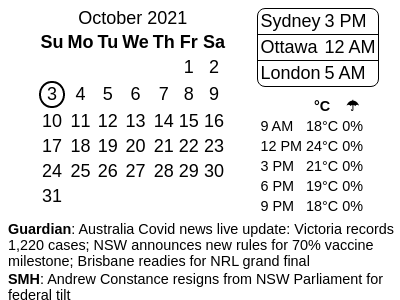 October 2021
Su Mo Tu We Th Fr Sa
1 2
3 4 5 6 7 8 9
10 11 12 13 14 15 16
17 18 19 20 21 22 23
24 25 26 27 28 29 30
31
Sydney 3 PM
Ottawa 12 AM
London 5 AM
°C ☂
9 AM 18°C 0%
12 PM 24°C 0%
3 PM 21°C 0%
6 PM 19°C 0%
9 PM 18°C 0%
Guardian: Australia Covid news live update: Victoria records
1,220 cases; NSW announces new rules for 70% vaccine
milestone; Brisbane readies for NRL grand final
SMH: Andrew Constance resigns from NSW Parliament for
federal tilt